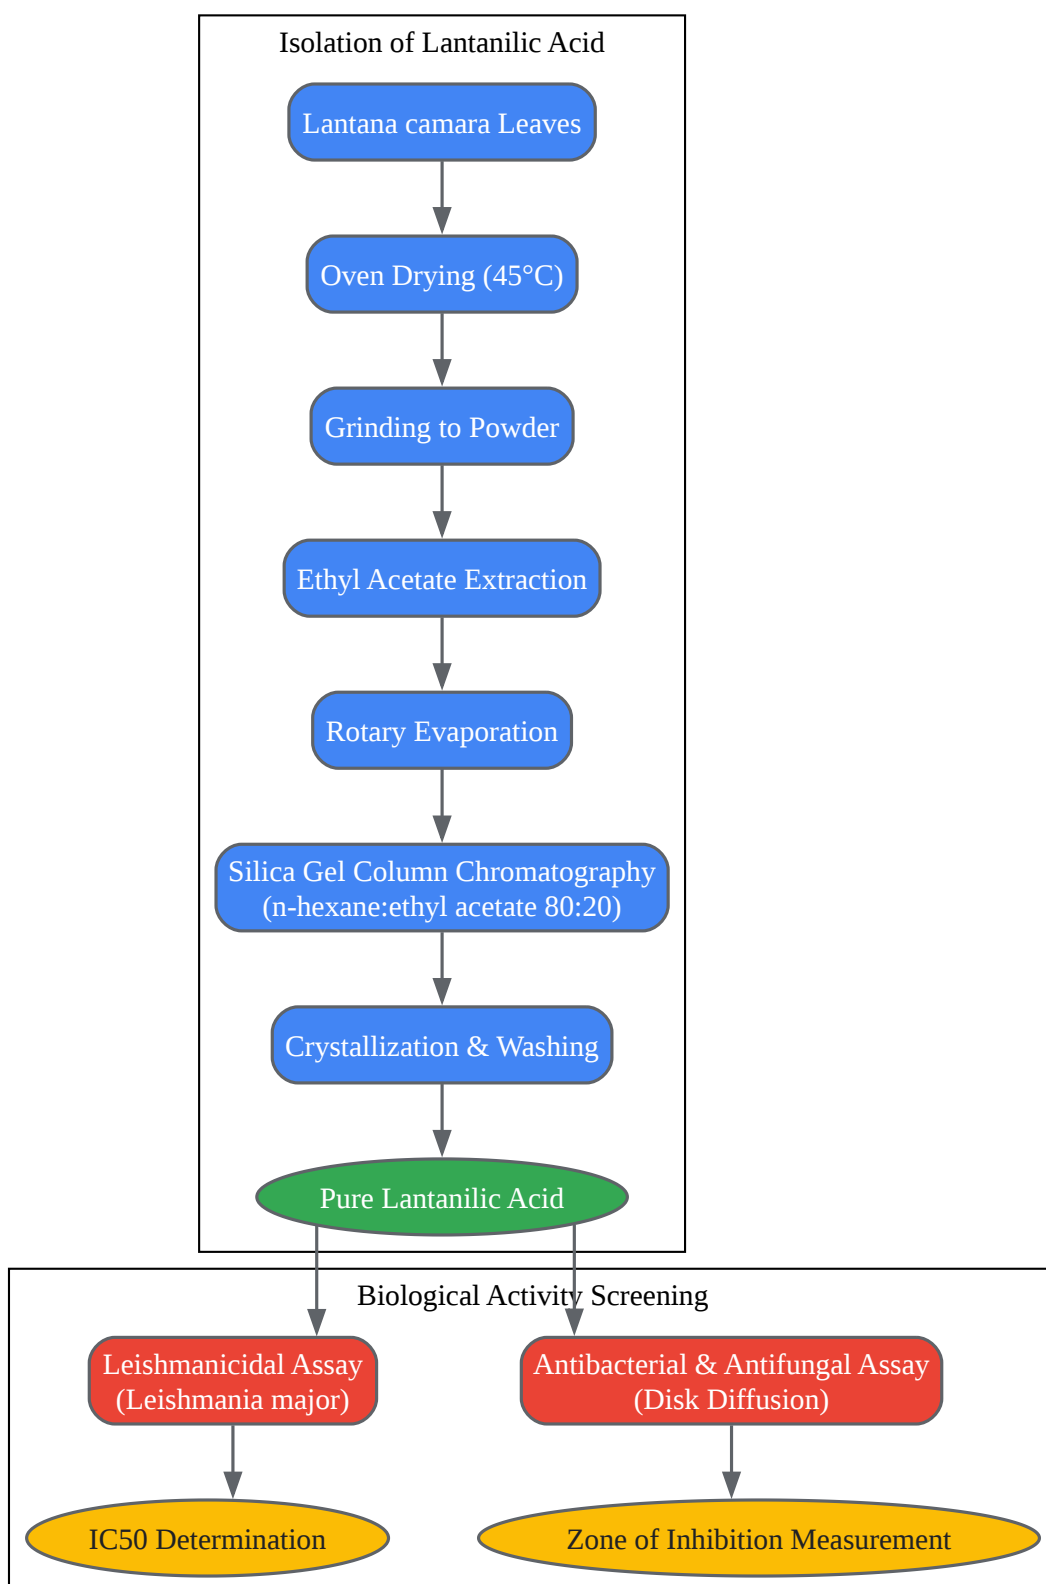 Isolation of Lantanilic Acid
Lantana camara Leaves
Oven Drying (45°C)
Grinding to Powder
Ethyl Acetate Extraction
Rotary Evaporation
Silica Gel Column Chromatography
(n-hexane:ethyl acetate 80:20)
Crystallization & Washing
Pure Lantanilic Acid
Biological Activity Screening
Leishmanicidal Assay
(Leishmania major)
Antibacterial & Antifungal Assay
(Disk Diffusion)
IC50 Determination
Zone of Inhibition Measurement